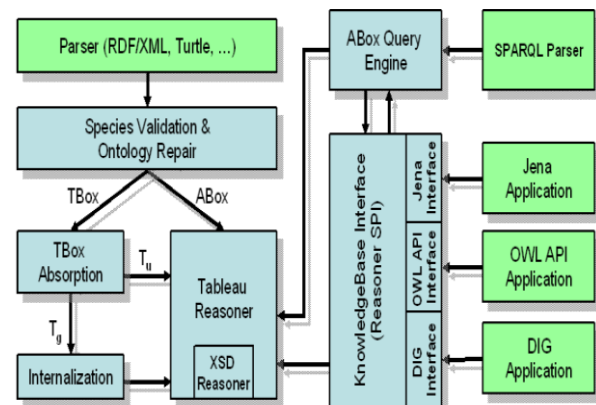 Parser (RDF/XML, Turtle, ...)
ABox Query
Engine
SPARQL Parser
Species Validation &
Ontology Repair
TBox
ABox
TBox
Absorption
Tu
Tableau
Reasoner
XSD
Reasoner
Tg
Internalization
KnowledgeBase Interface
(Reasoner SPI)
Jena Interface
OWL API
Interface
DIG Interface
Jena
Application
OWL API
Application
DIG
Application